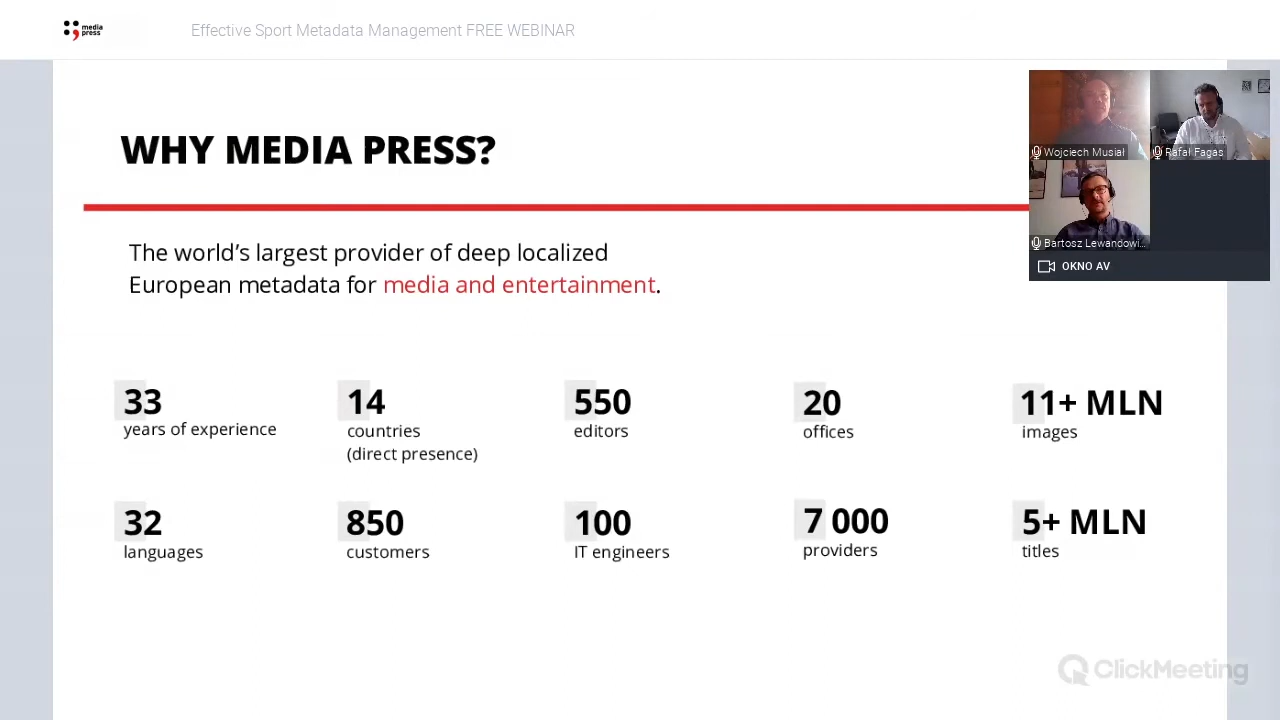 media
press
Effective Sport Metadata Management FREE WEBINAR
WHY MEDIA PRESS?
The world's largest provider of deep localized
European metadata for media and entertainment.
33
years of experience
14
countries
(direct presence)
550
editors
20
offices
11+ MLN
images
32
languages
850
customers
100
IT engineers
7 000
providers
5+ MLN
titles
Wojciech Musiał
Rafał Fagas
Bartosz Lewandowi...
OKNO AV
ClickMeeting